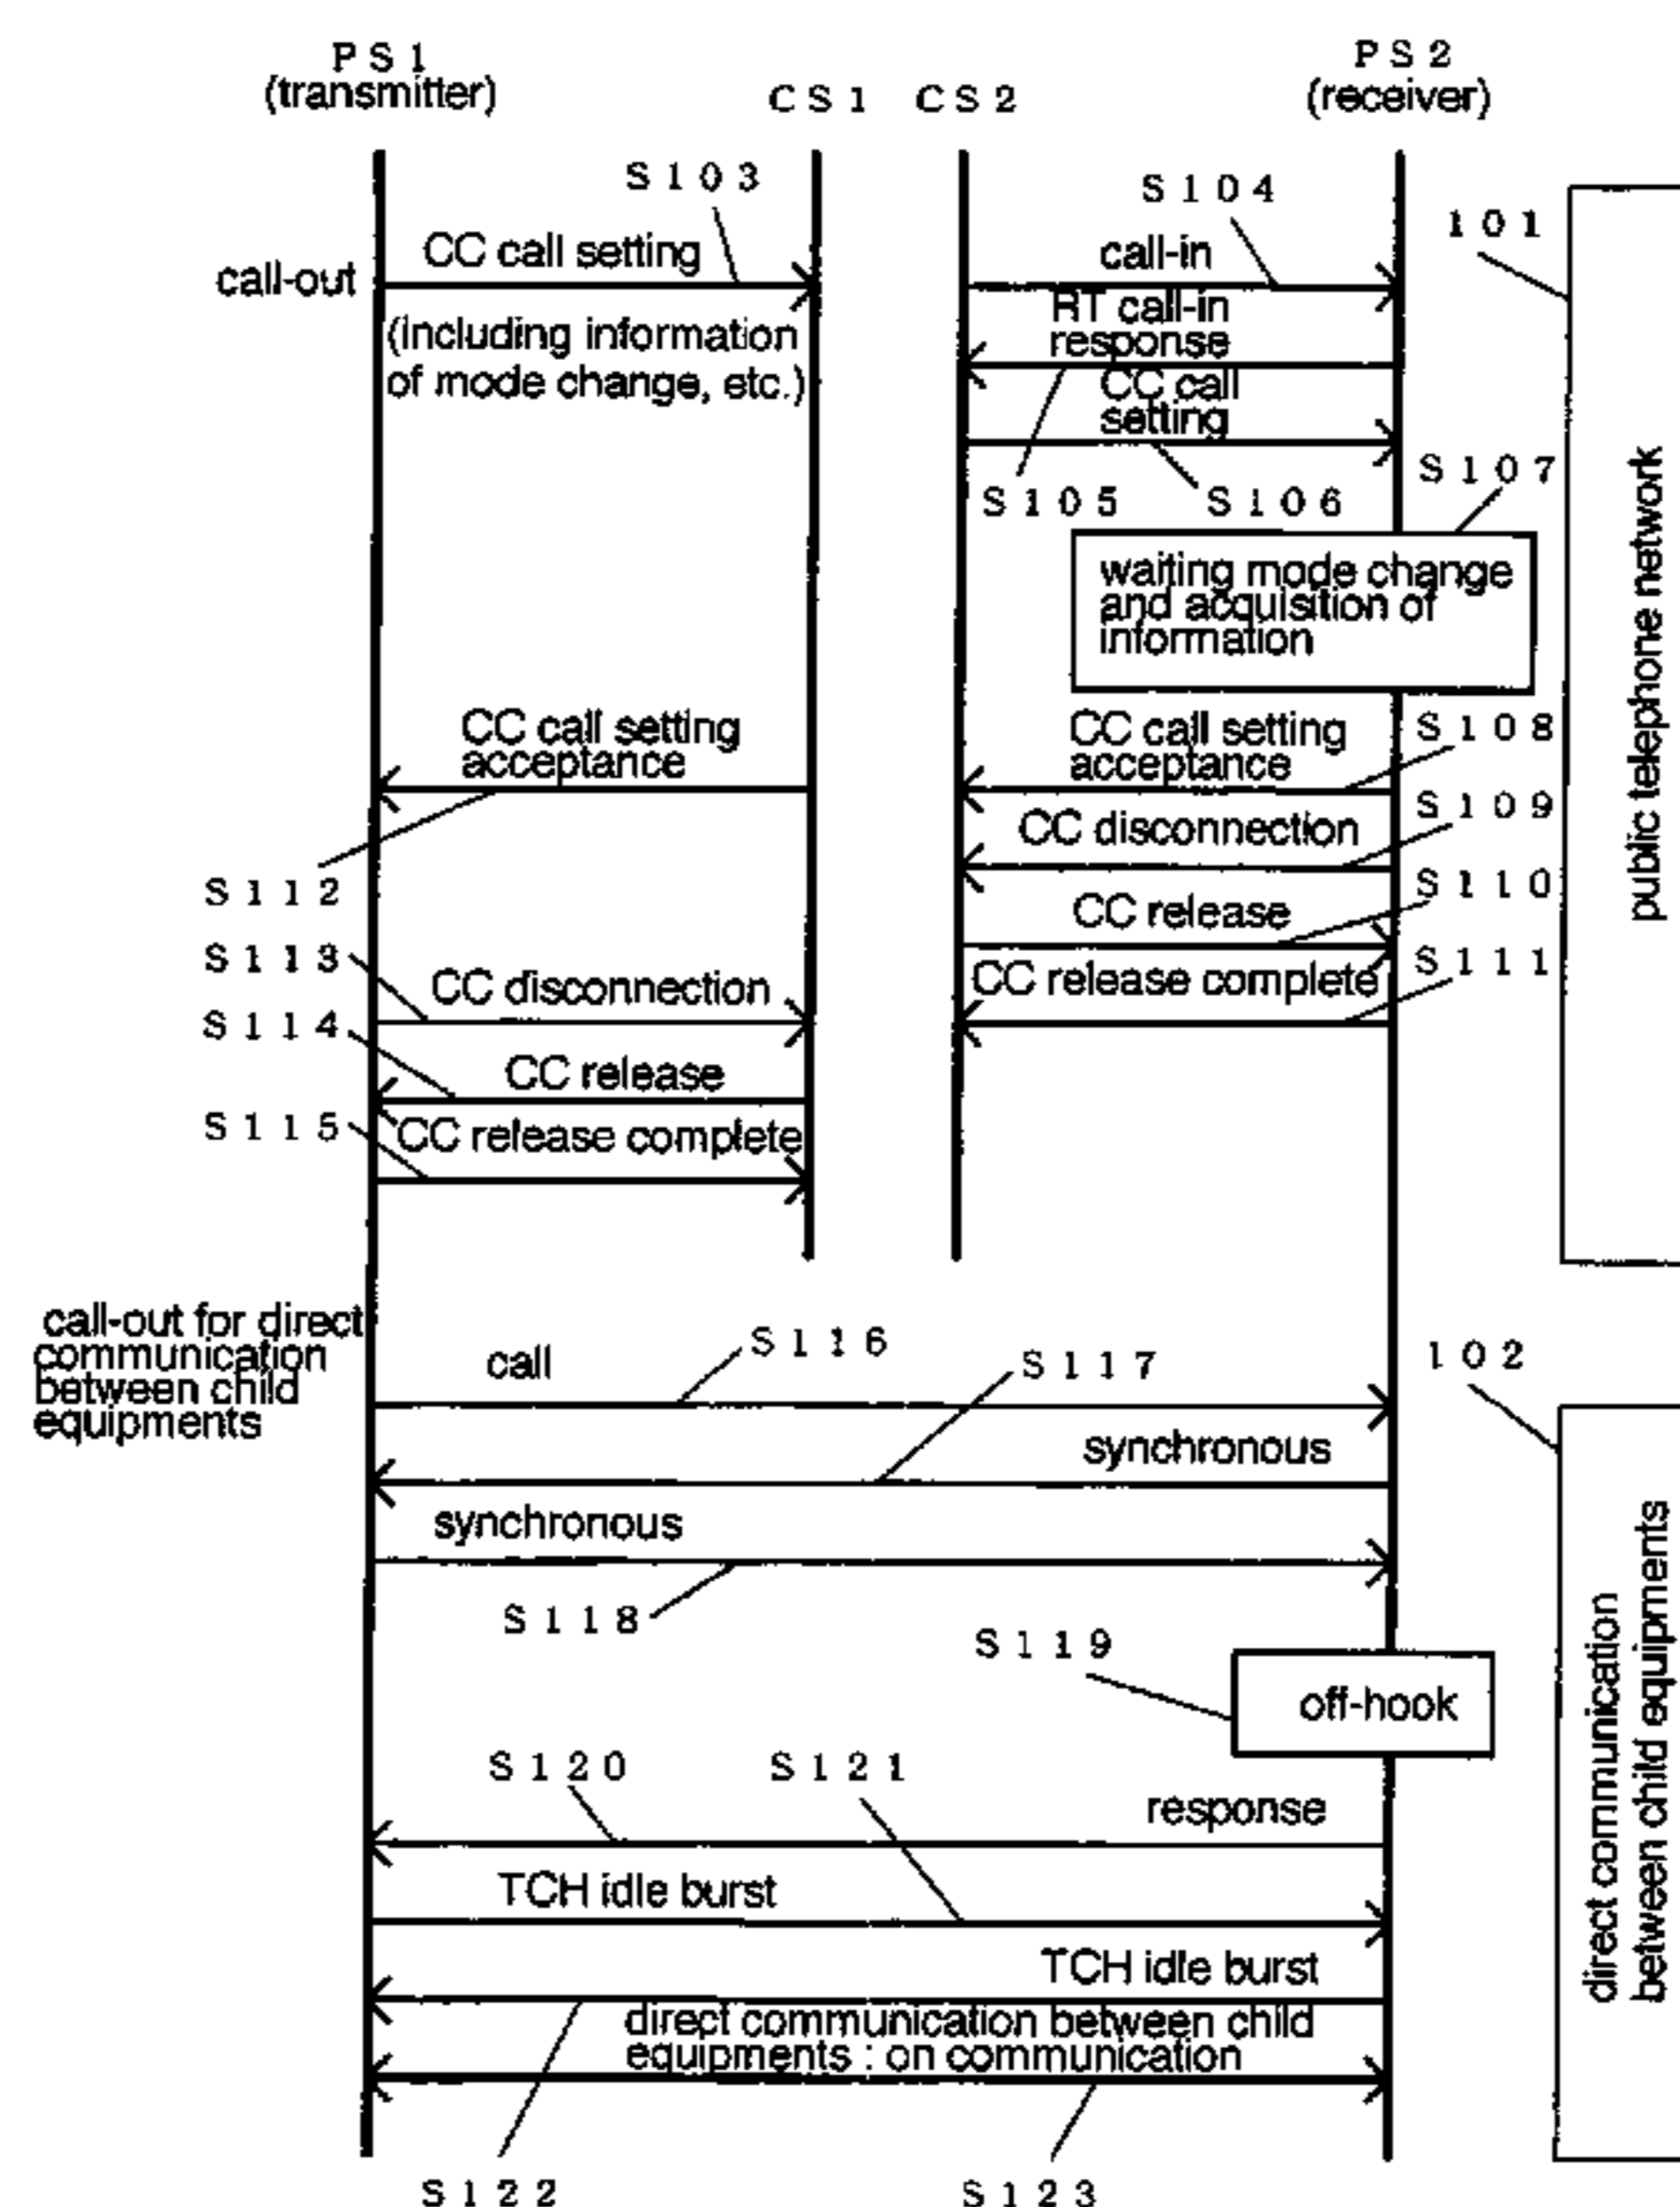 PS1
(transmitter)
CS1
CS2
PS2
(receiver)
S103
S104
101
call-out
CC call setting
call-in
(including information
of mode change, etc.)
RT call-in
response
CC call
setting
S105
S106
S107
waiting mode change
and acquisition of
information
public telephone network
CC call setting
acceptance
CC call setting
acceptance
S108
S109
CC disconnection
S112
S110
CC release
S113
CC disconnection
CC release complete
S111
S114
CC release
S115
CC release complete
call-out for direct
communication
between child
equipments
call
S116
S117
102
synchronous
synchronous
S118
S119
off-hook
direct communication
between child equipments
S120
S121
response
TCH idle burst
TCH idle burst
direct communication between child
equipments : on communication
S122
S123